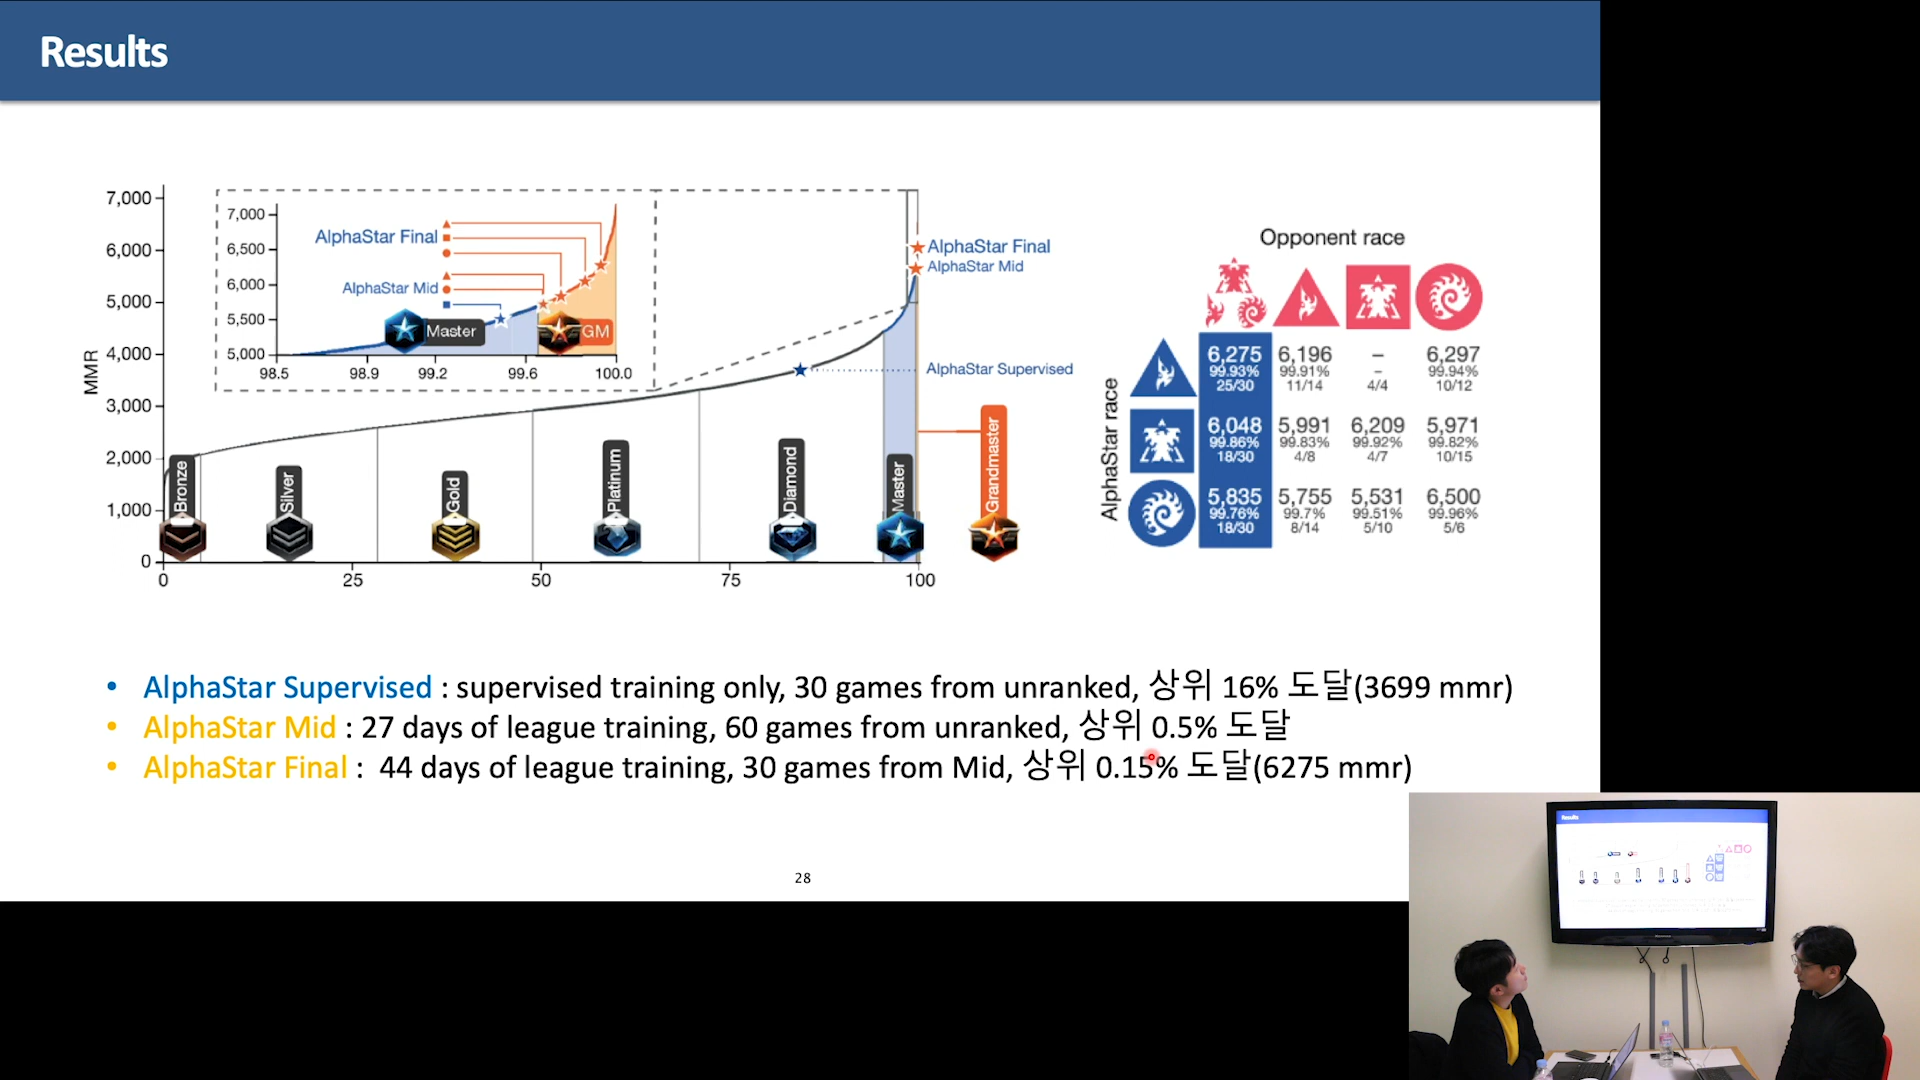 Results
7,000
6,000
5,000
4,000
3,000
2,000
1,000
0
MMR
7,000
6,500
6,000
5,500
5,000
98.5 98.9 99.2 99.6 100.0
AlphaStar Final
AlphaStar Mid
Master
GM
AlphaStar Final
AlphaStar Mid
AlphaStar Supervised
Bronze
Silver
Gold
Platinum
Diamond
Master
Grandmaster
0 25 50 75 100
Opponent race
AlphaStar race
6,275 6,196 – 6,297
99.93% 99.91% – 99.94%
25/30 11/14 4/4 10/12
6,048 5,991 6,209 5,971
99.86% 99.83% 99.92% 99.82%
18/30 4/8 4/7 10/15
5,835 5,755 5,531 6,500
99.76% 99.7% 99.51% 99.96%
18/30 8/14 5/10 5/6
• AlphaStar Supervised : supervised training only, 30 games from unranked, 상위 16% 도달(3699 mmr)
• AlphaStar Mid : 27 days of league training, 60 games from unranked, 상위 0.5% 도달
• AlphaStar Final : 44 days of league training, 30 games from Mid, 상위 0.15% 도달(6275 mmr)
28
Results